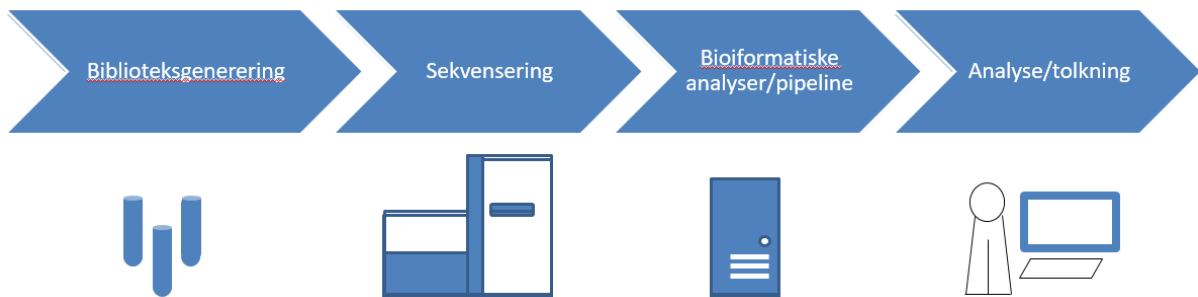 Biblioteksgenerering
Sekvensering
Bioiformatiske
analyser/pipeline
Analyse/tolkning